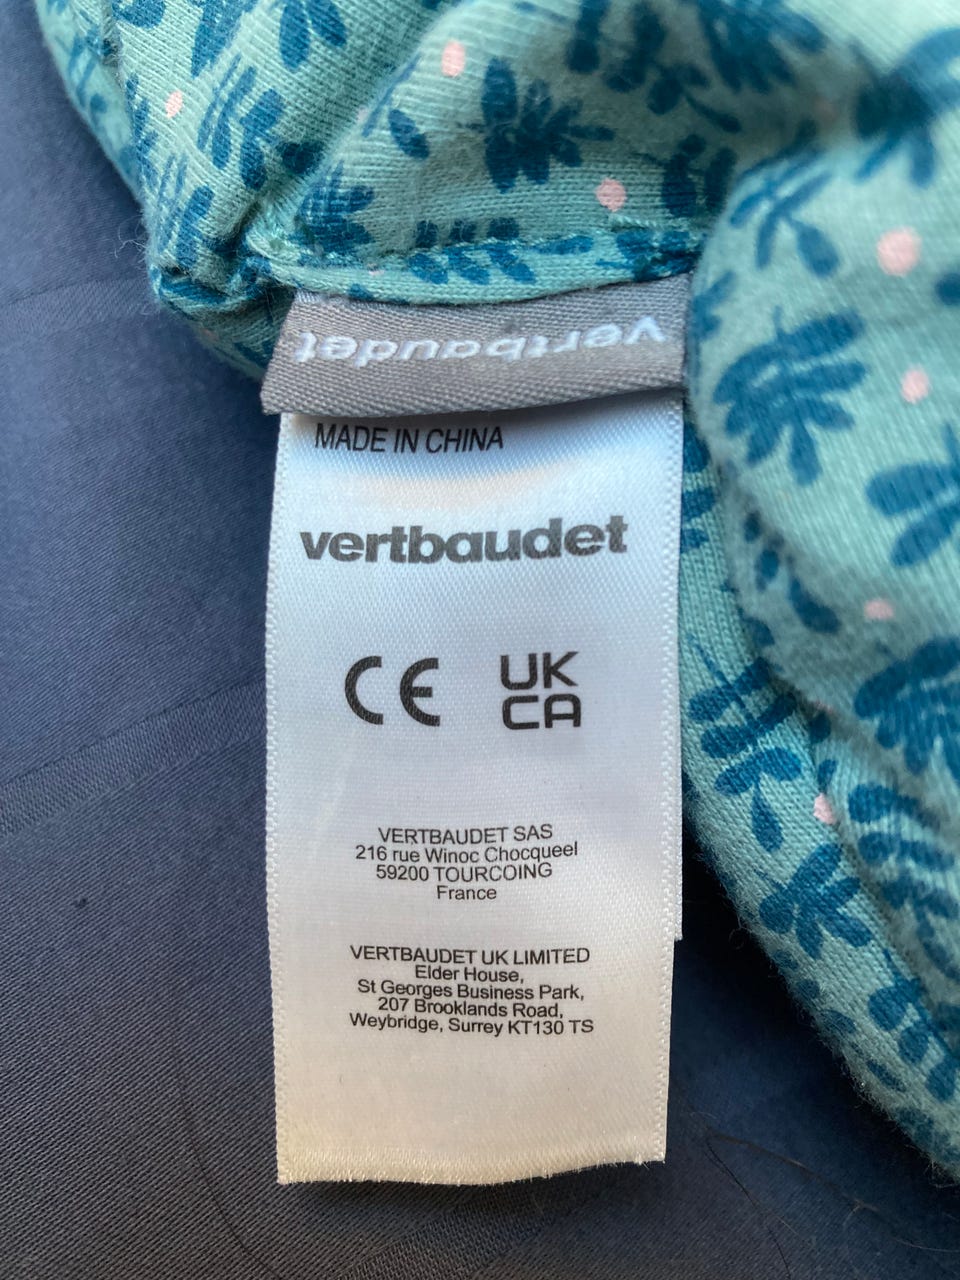 vertbaudet
MADE IN CHINA
vertbaudet
CE UK
CA
VERTBAUDET SAS
216 rue Winoc Chocqueel
59200 TOURCOING
France
VERTBAUDET UK LIMITED
Elder House,
St Georges Business Park,
207 Brooklands Road,
Weybridge, Surrey KT130 TS